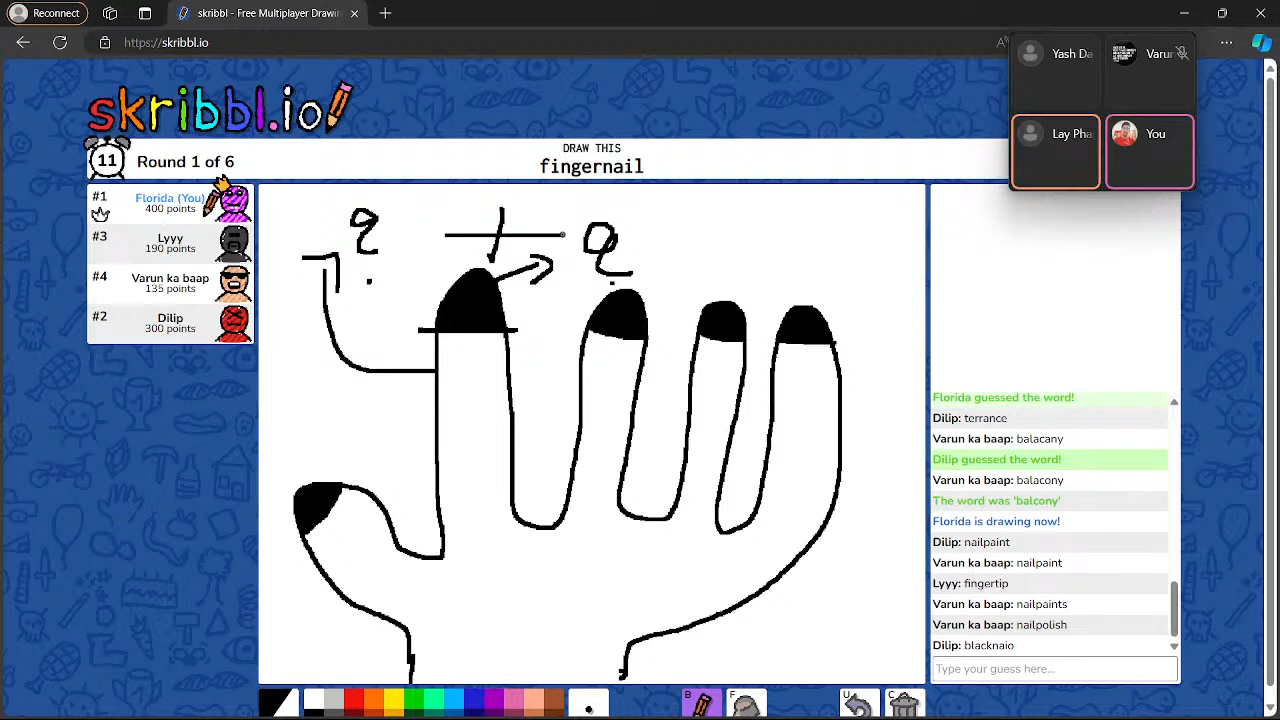 Reconnect
skribbl - Free Multiplayer Drawin
https://skribbl.io
Yash Da
Varun
Lay Pha
You
skribbl.io
11
Round 1 of 6
DRAW THIS
fingernail
#1
Florida (You)
400 points
#3
Lyyy
190 points
#4
Varun ka baap
135 points
#2
Dilip
300 points
Florida guessed the word!
Dilip: terrance
Varun ka baap: balacany
Dilip guessed the word!
Varun ka baap: balacony
The word was 'balcony'
Florida is drawing now!
Dilip: nailpaint
Varun ka baap: nailpaint
Lyyy: fingertip
Varun ka baap: nailpaints
Varun ka baap: nailpolish
Dilip: blacknaio
Type your guess here...
B
F
U
C